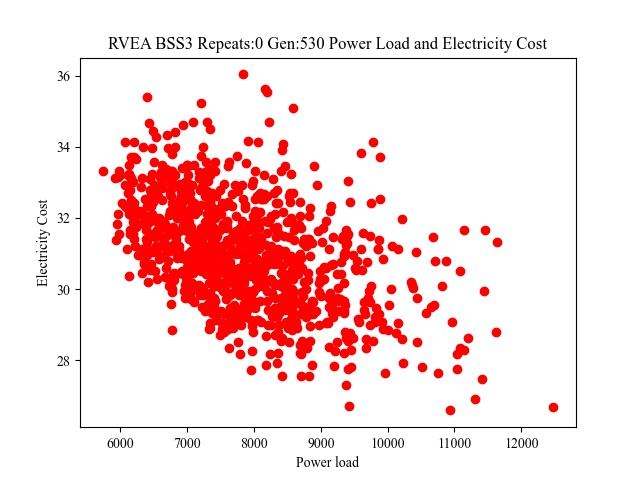 RVEA BSS3 Repeats:0 Gen:530 Power Load and Electricity Cost
36
34
32
30
28
Electricity Cost
6000 7000 8000 9000 10000 11000 12000
Power load